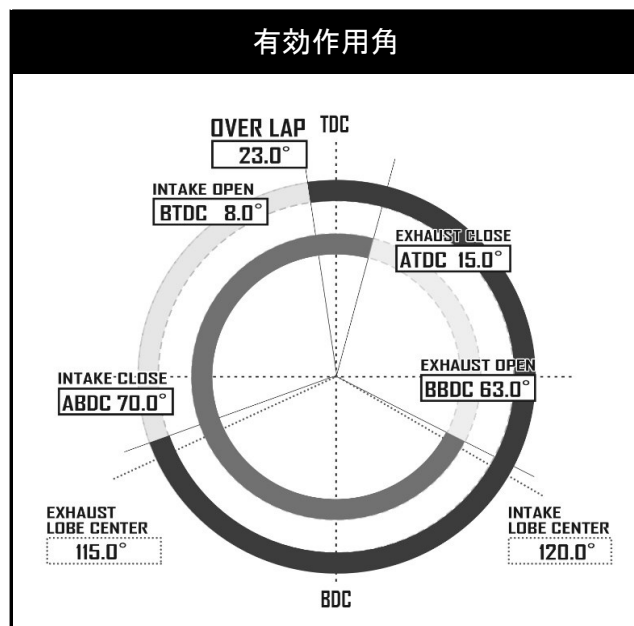 有効作用角
OVER LAP
23.0°
TDC
INTAKE OPEN
BTDC 8.0°
EXHAUST CLOSE
ATDC 15.0°
INTAKE CLOSE
ABDC 70.0°
EXHAUST OPEN
BBDC 63.0°
EXHAUST
LOBE CENTER
115.0°
INTAKE
LOBE CENTER
120.0°
BDC